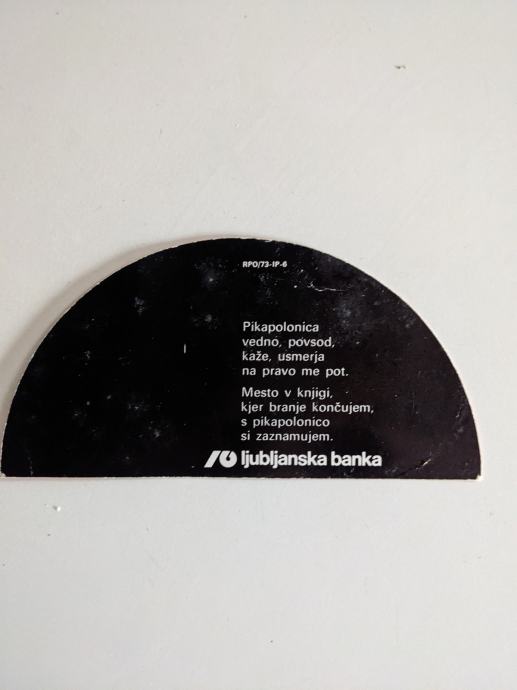 RPO/73-IP-6
Pikapolonica
vedno, povsod,
kaže, usmerja
na pravo me pot.
Mesto v knjigi,
kjer branje končujem,
s pikapolonico
si zaznamujem.
ljubljanska banka